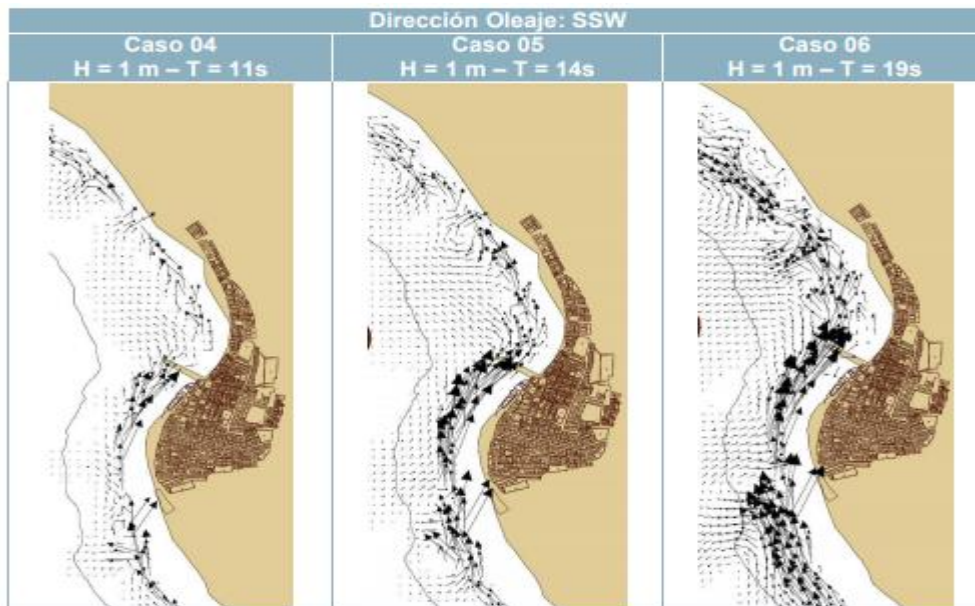 Dirección Oleaje: SSW
Caso 04
H = 1 m – T = 11s
Caso 05
H = 1 m – T = 14s
Caso 06
H = 1 m – T = 19s